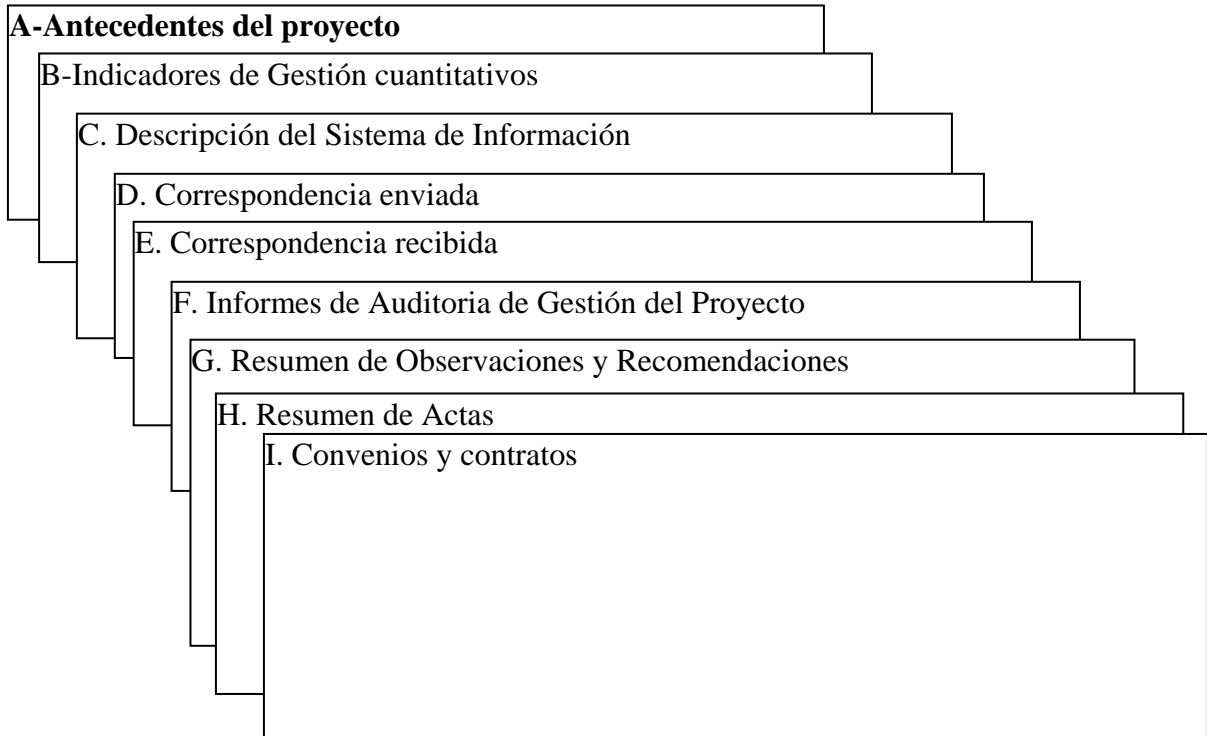 A-Antecedentes del proyecto
B-Indicadores de Gestión cuantitativos
C. Descripción del Sistema de Información
D. Correspondencia enviada
E. Correspondencia recibida
F. Informes de Auditoria de Gestión del Proyecto
G. Resumen de Observaciones y Recomendaciones
H. Resumen de Actas
I. Convenios y contratos